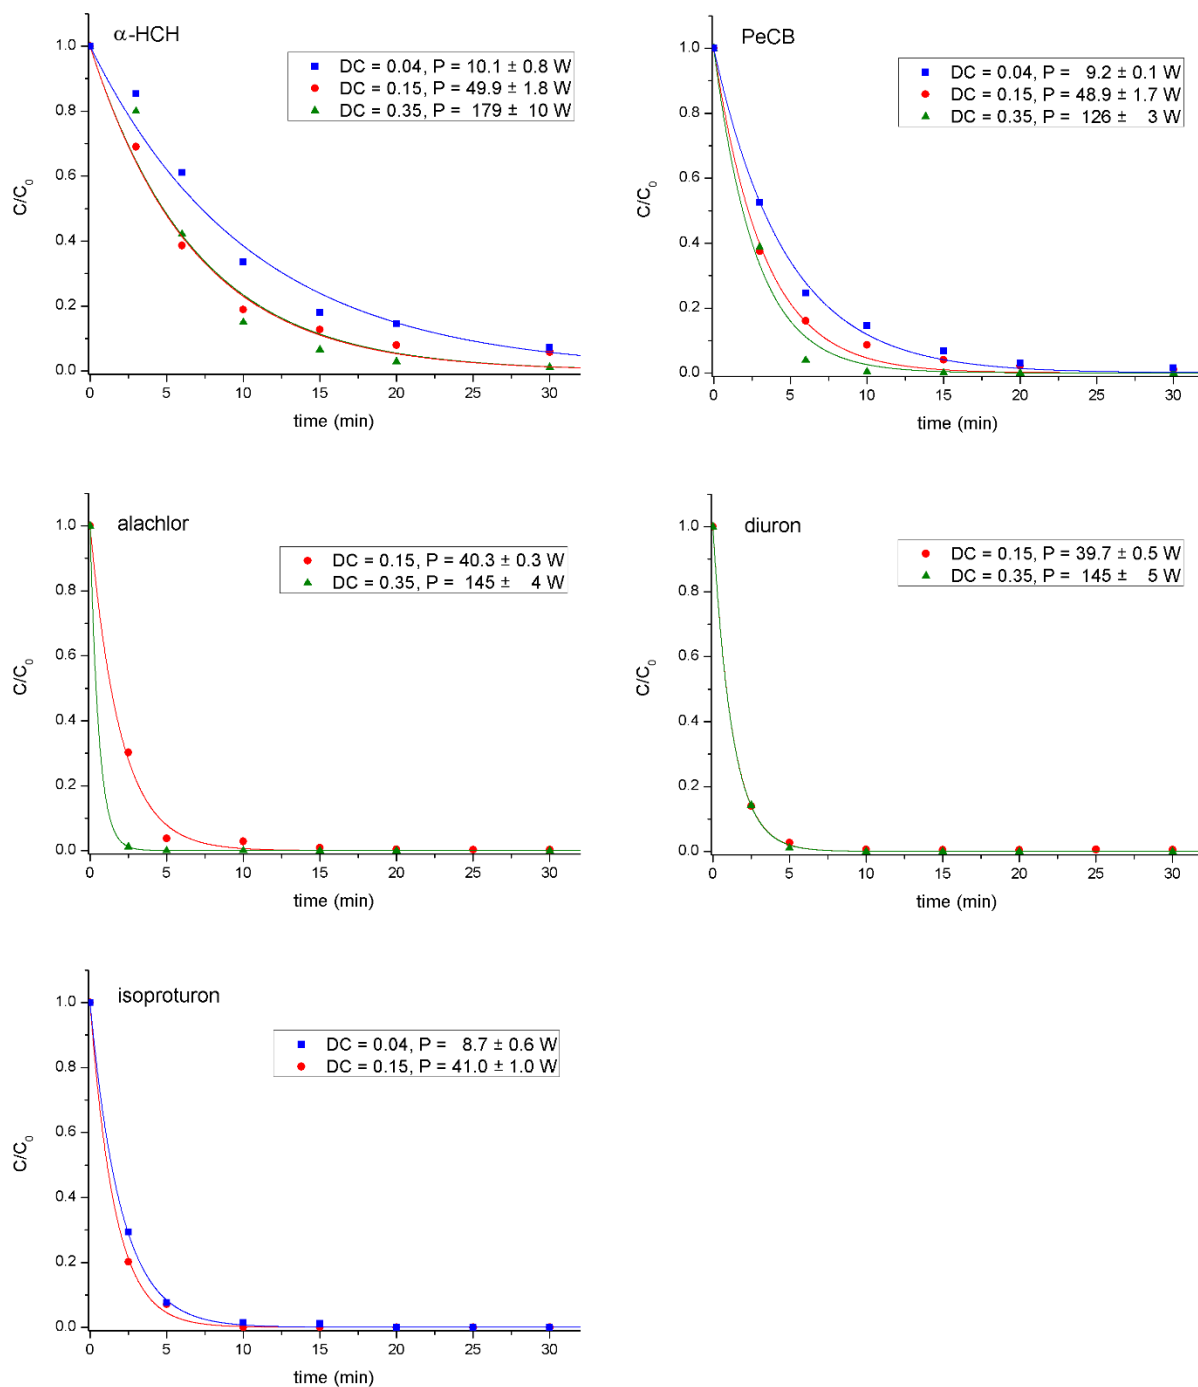 α-HCH
DC = 0.04, P = 10.1 ± 0.8 W
DC = 0.15, P = 49.9 ± 1.8 W
DC = 0.35, P = 179 ± 10 W
C/C0
1.0
0.8
0.6
0.4
0.2
0.0
0 5 10 15 20 25 30
time (min)
PeCB
DC = 0.04, P = 9.2 ± 0.1 W
DC = 0.15, P = 48.9 ± 1.7 W
DC = 0.35, P = 126 ± 3 W
C/C0
1.0
0.8
0.6
0.4
0.2
0.0
0 5 10 15 20 25 30
time (min)
alachlor
DC = 0.15, P = 40.3 ± 0.3 W
DC = 0.35, P = 145 ± 4 W
C/C0
1.0
0.8
0.6
0.4
0.2
0.0
0 5 10 15 20 25 30
time (min)
diuron
DC = 0.15, P = 39.7 ± 0.5 W
DC = 0.35, P = 145 ± 5 W
C/C0
1.0
0.8
0.6
0.4
0.2
0.0
0 5 10 15 20 25 30
time (min)
isoproturon
DC = 0.04, P = 8.7 ± 0.6 W
DC = 0.15, P = 41.0 ± 1.0 W
C/C0
1.0
0.8
0.6
0.4
0.2
0.0
0 5 10 15 20 25 30
time (min)